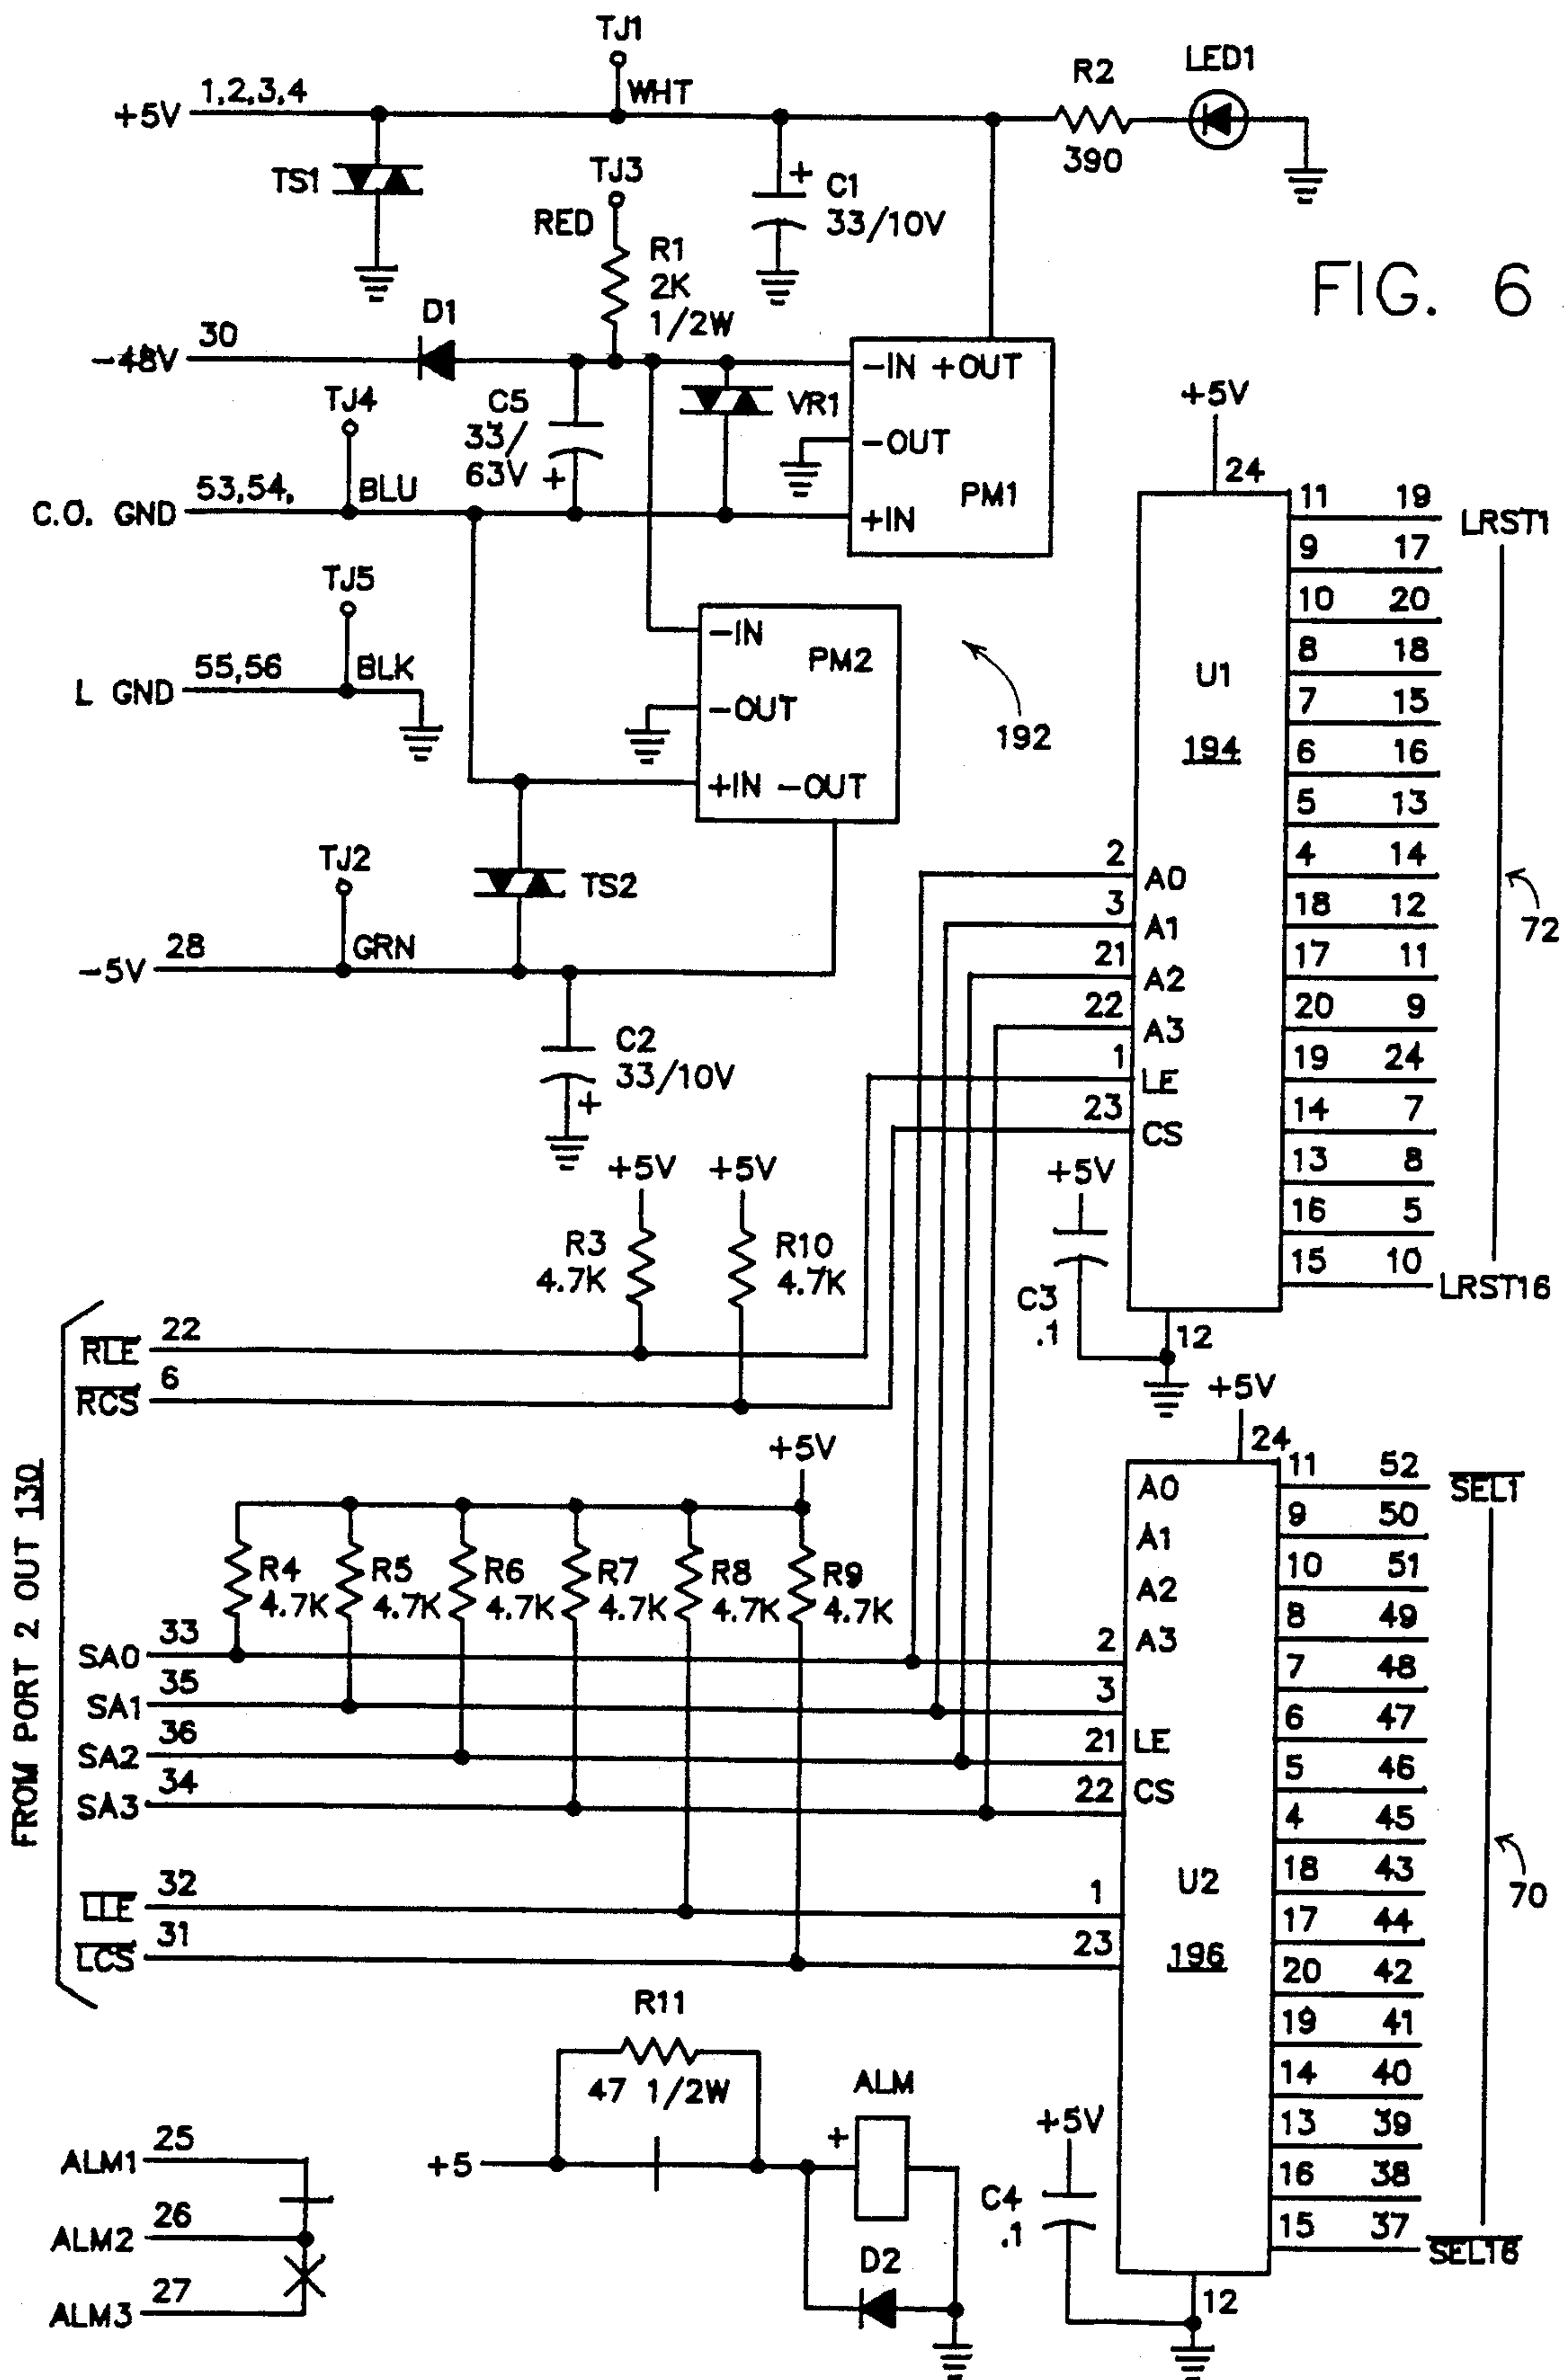 FIG. 6
TJ1
WHT
+5V 1,2,3,4
R2
390
LED1
TS1
TJ3
RED
R1
2K
1/2W
+ C1
33/10V
D1
-48V 30
-IN +OUT
-OUT
+IN
PM1
TJ4
C5
33/
63V +
VR1
C.O. GND 53,54,
BLU
TJ5
L GND 55,56
BLK
-IN
PM2
-OUT
+IN -OUT
192
TJ2
TS2
-5V 28
GRN
C2
33/10V
+
+5V
24
U1
194
2 A0
3 A1
21 A2
22 A3
1 LE
23 CS
11 19 LRST1
9 17
10 20
8 18
7 15
6 16
5 13
4 14
18 12
17 11
20 9
19 24
14 7
13 8
16 5
15 10 LRST16
72
+5V
C3
.1
12
+5V +5V
R3
4.7K
R10
4.7K
FROM PORT 2 OUT 130
RLE 22
RCS 6
+5V
R4
4.7K
R5
4.7K
R6
4.7K
R7
4.7K
R8
4.7K
R9
4.7K
SA0 33
SA1 35
SA2 36
SA3 34
LLE 32
LCS 31
+5V
24
A0
A1
A2
2 A3
3
21 LE
22 CS
1
23
U2
196
11 52 SEL1
9 50
10 51
8 49
7 48
6 47
5 46
4 45
18 43
17 44
20 42
19 41
14 40
13 39
16 38
15 37 SEL16
70
+5V
C4
.1
12
R11
47 1/2W
+5
ALM
+
D2
ALM1 25
ALM2 26
ALM3 27